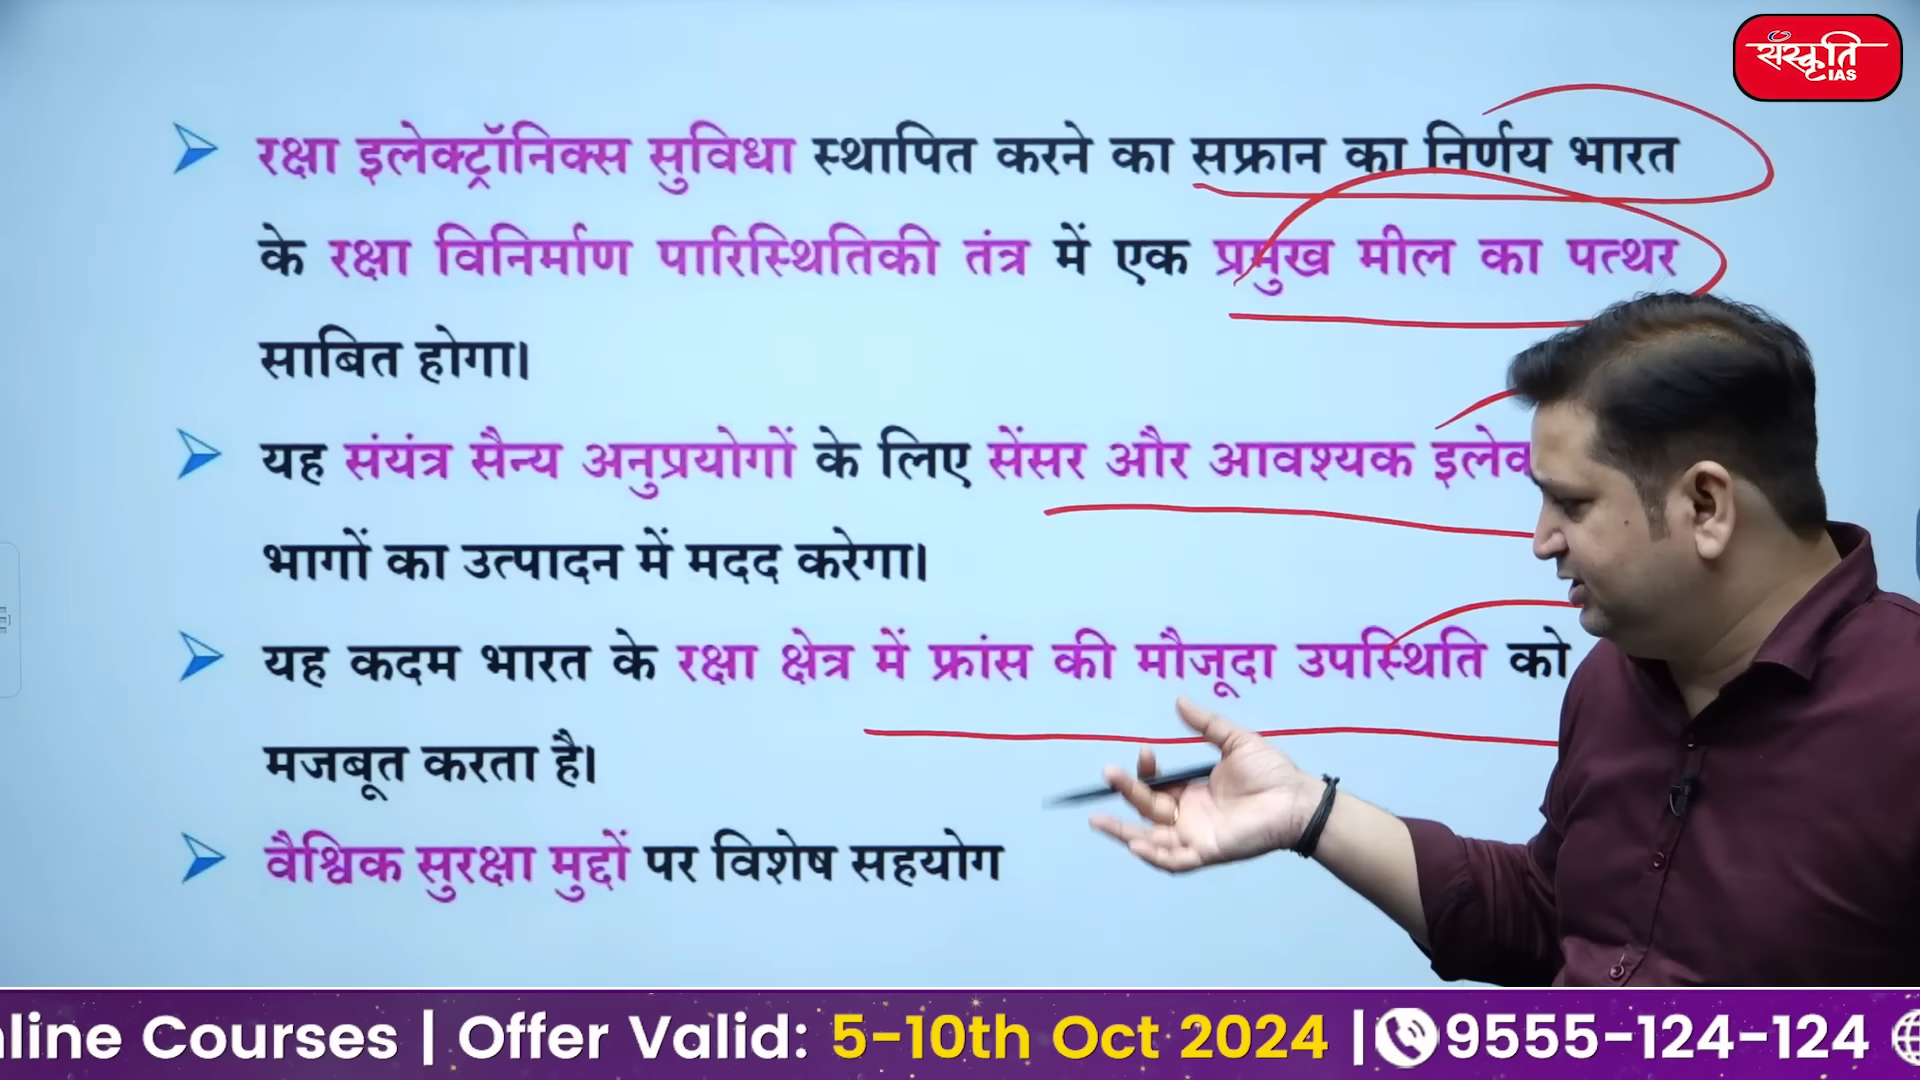 संस्कृति
IAS
रक्षा इलेक्ट्रॉनिक्स सुविधा स्थापित करने का सफ्रान का निर्णय भारत
के रक्षा विनिर्माण पारिस्थितिकी तंत्र में एक प्रमुख मील का पत्थर
साबित होगा।
यह संयंत्र सैन्य अनुप्रयोगों के लिए सेंसर और आवश्यक
भागों का उत्पादन में मदद करेगा।
यह कदम भारत के रक्षा क्षेत्र में फ्रांस की मौजूदा उपस्थिति को
मजबूत करता है।
वैश्विक सुरक्षा मुद्दों पर विशेष सहयोग
nline Courses | Offer Valid: 5-10th Oct 2024 | 9555-124-124